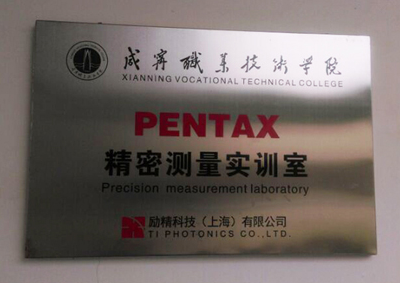 咸宁职业技术学院
XIANNING VOCATIONAL TECHNICAL COLLEGE
PENTAX
精密测量实训室
Precision measurement laboratory
励精科技（上海）有限公司
TI PHOTONICS CO.,LTD.